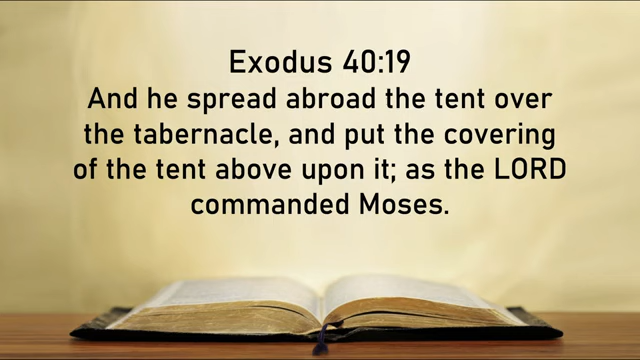 Exodus 40:19
And he spread abroad the tent over
the tabernacle, and put the covering
of the tent above upon it; as the LORD
commanded Moses.